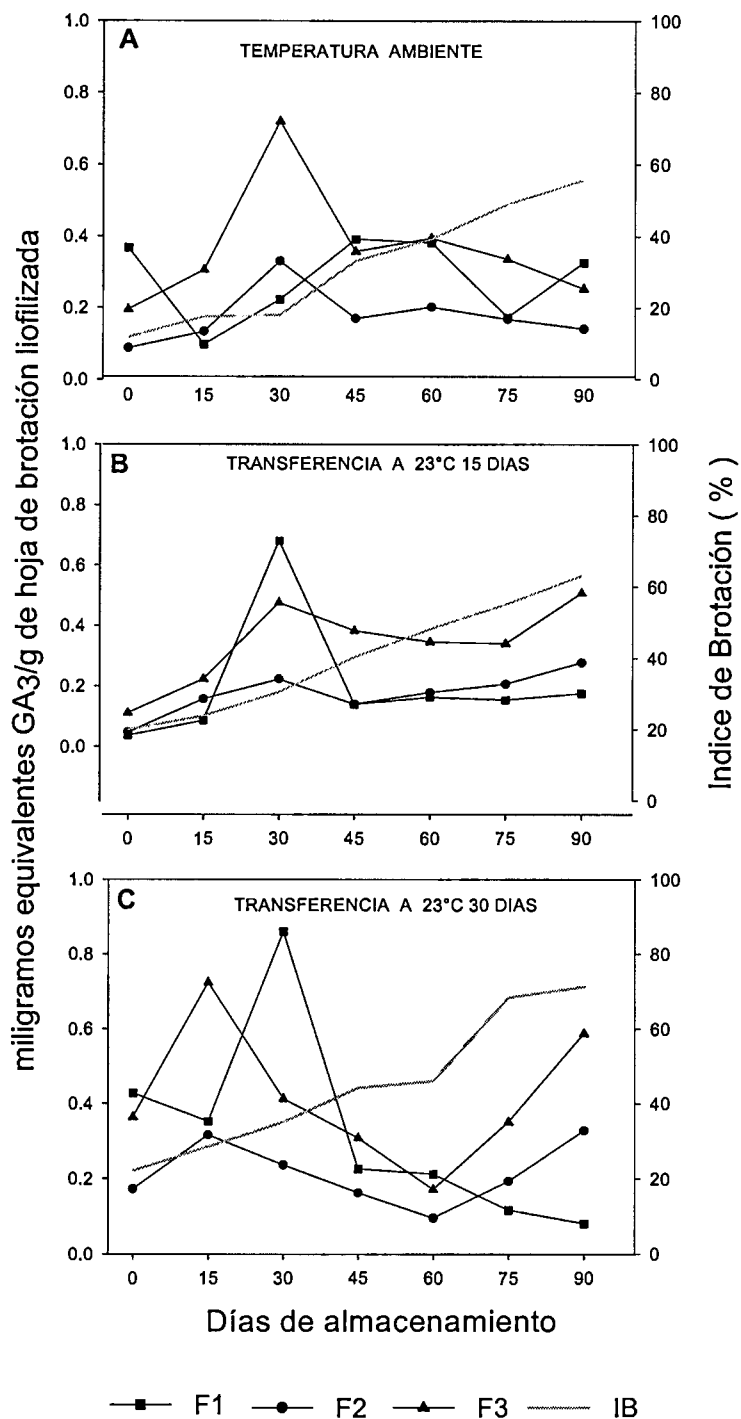 A
TEMPERATURA AMBIENTE
1.0
0.8
0.6
0.4
0.2
0.0
100
80
60
40
20
0
0 15 30 45 60 75 90
B
TRANSFERENCIA A 23°C 15 DIAS
1.0
0.8
0.6
0.4
0.2
0.0
100
80
60
40
20
0
0 15 30 45 60 75 90
C
TRANSFERENCIA A 23°C 30 DIAS
1.0
0.8
0.6
0.4
0.2
0.0
100
80
60
40
20
0
0 15 30 45 60 75 90
miligramos equivalentes GA3/g de hoja de brotación liofilizada
Indice de Brotación ( % )
Días de almacenamiento
F1 F2 F3 IB